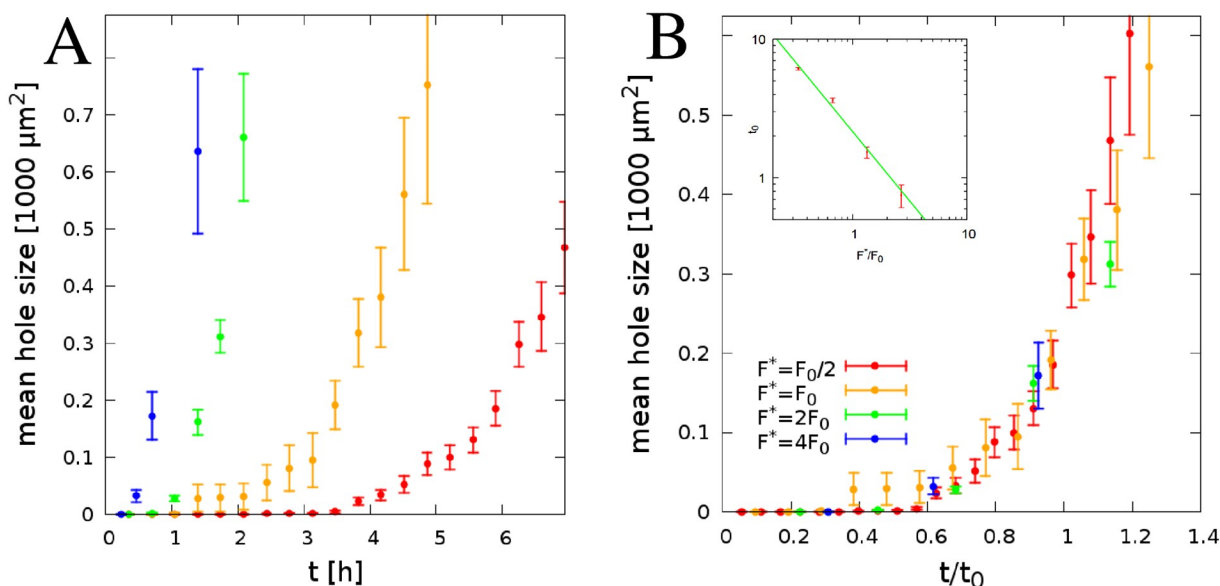 A
mean hole size [1000 μm²]
0.7
0.6
0.5
0.4
0.3
0.2
0.1
0
0 1 2 3 4 5 6
t [h]
B
mean hole size [1000 μm²]
0.5
0.4
0.3
0.2
0.1
0
0 0.2 0.4 0.6 0.8 1 1.2 1.4
t/t₀
10
1
t₀
1 10
F*/F₀
F*=F₀/2
F*=F₀
F*=2F₀
F*=4F₀